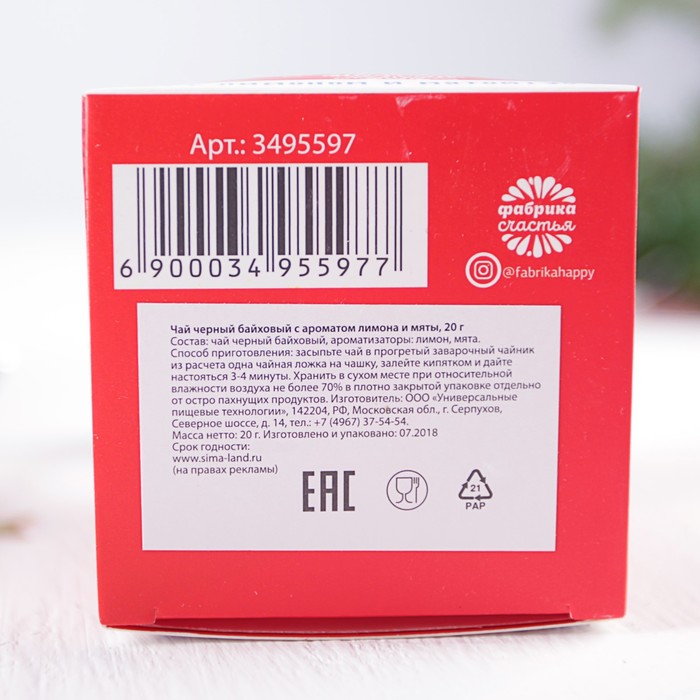 Арт.: 3495597
6 900034 955977
фабрика
счастья
@fabrikahappy
Чай черный байховый с ароматом лимона и мяты, 20 г
Состав: чай черный байховый, ароматизаторы: лимон, мята.
Способ приготовления: засыпьте чай в прогретый заварочный чайник
из расчета одна чайная ложка на чашку, залейте кипятком и дайте
настояться 3-4 минуты. Хранить в сухом месте при относительной
влажности воздуха не более 70% в плотно закрытой упаковке отдельно
от остро пахнущих продуктов. Изготовитель: ООО «Универсальные
пищевые технологии», 142204, РФ, Московская обл., г. Серпухов,
Северное шоссе, д. 14, тел.: +7 (4967) 37-54-54.
Масса нетто: 20 г. Изготовлено и упаковано: 07.2018
Срок годности:
www.sima-land.ru
(на правах рекламы)
EAC
21
PAP